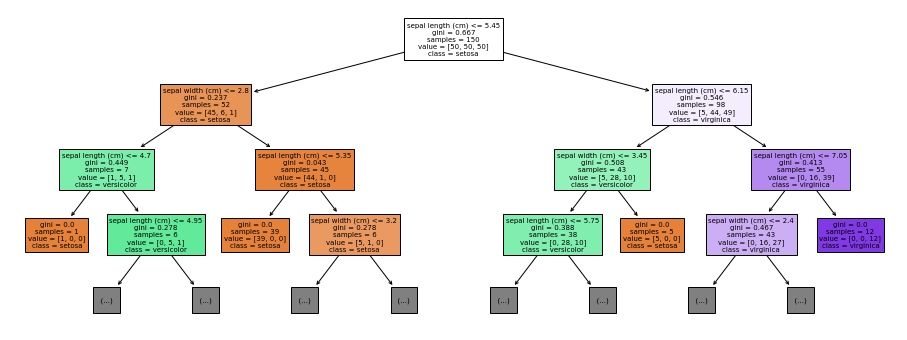 sepal length (cm) <= 5.45
gini = 0.667
samples = 150
value = [50, 50, 50]
class = setosa
sepal width (cm) <= 2.8
gini = 0.237
samples = 52
value = [45, 6, 1]
class = setosa
sepal length (cm) <= 6.15
gini = 0.546
samples = 98
value = [5, 44, 49]
class = virginica
sepal length (cm) <= 4.7
gini = 0.449
samples = 7
value = [1, 5, 1]
class = versicolor
sepal length (cm) <= 5.35
gini = 0.043
samples = 45
value = [44, 1, 0]
class = setosa
sepal width (cm) <= 3.45
gini = 0.508
samples = 43
value = [5, 28, 10]
class = versicolor
sepal length (cm) <= 7.05
gini = 0.413
samples = 55
value = [0, 16, 39]
class = virginica
gini = 0.0
samples = 1
value = [1, 0, 0]
class = setosa
sepal length (cm) <= 4.95
gini = 0.278
samples = 6
value = [0, 5, 1]
class = versicolor
gini = 0.0
samples = 39
value = [39, 0, 0]
class = setosa
sepal width (cm) <= 3.2
gini = 0.278
samples = 6
value = [5, 1, 0]
class = setosa
sepal length (cm) <= 5.75
gini = 0.388
samples = 38
value = [0, 28, 10]
class = versicolor
gini = 0.0
samples = 5
value = [5, 0, 0]
class = setosa
sepal width (cm) <= 2.4
gini = 0.467
samples = 43
value = [0, 16, 27]
class = virginica
gini = 0.0
samples = 12
value = [0, 0, 12]
class = virginica
(...)
(...)
(...)
(...)
(...)
(...)
(...)
(...)